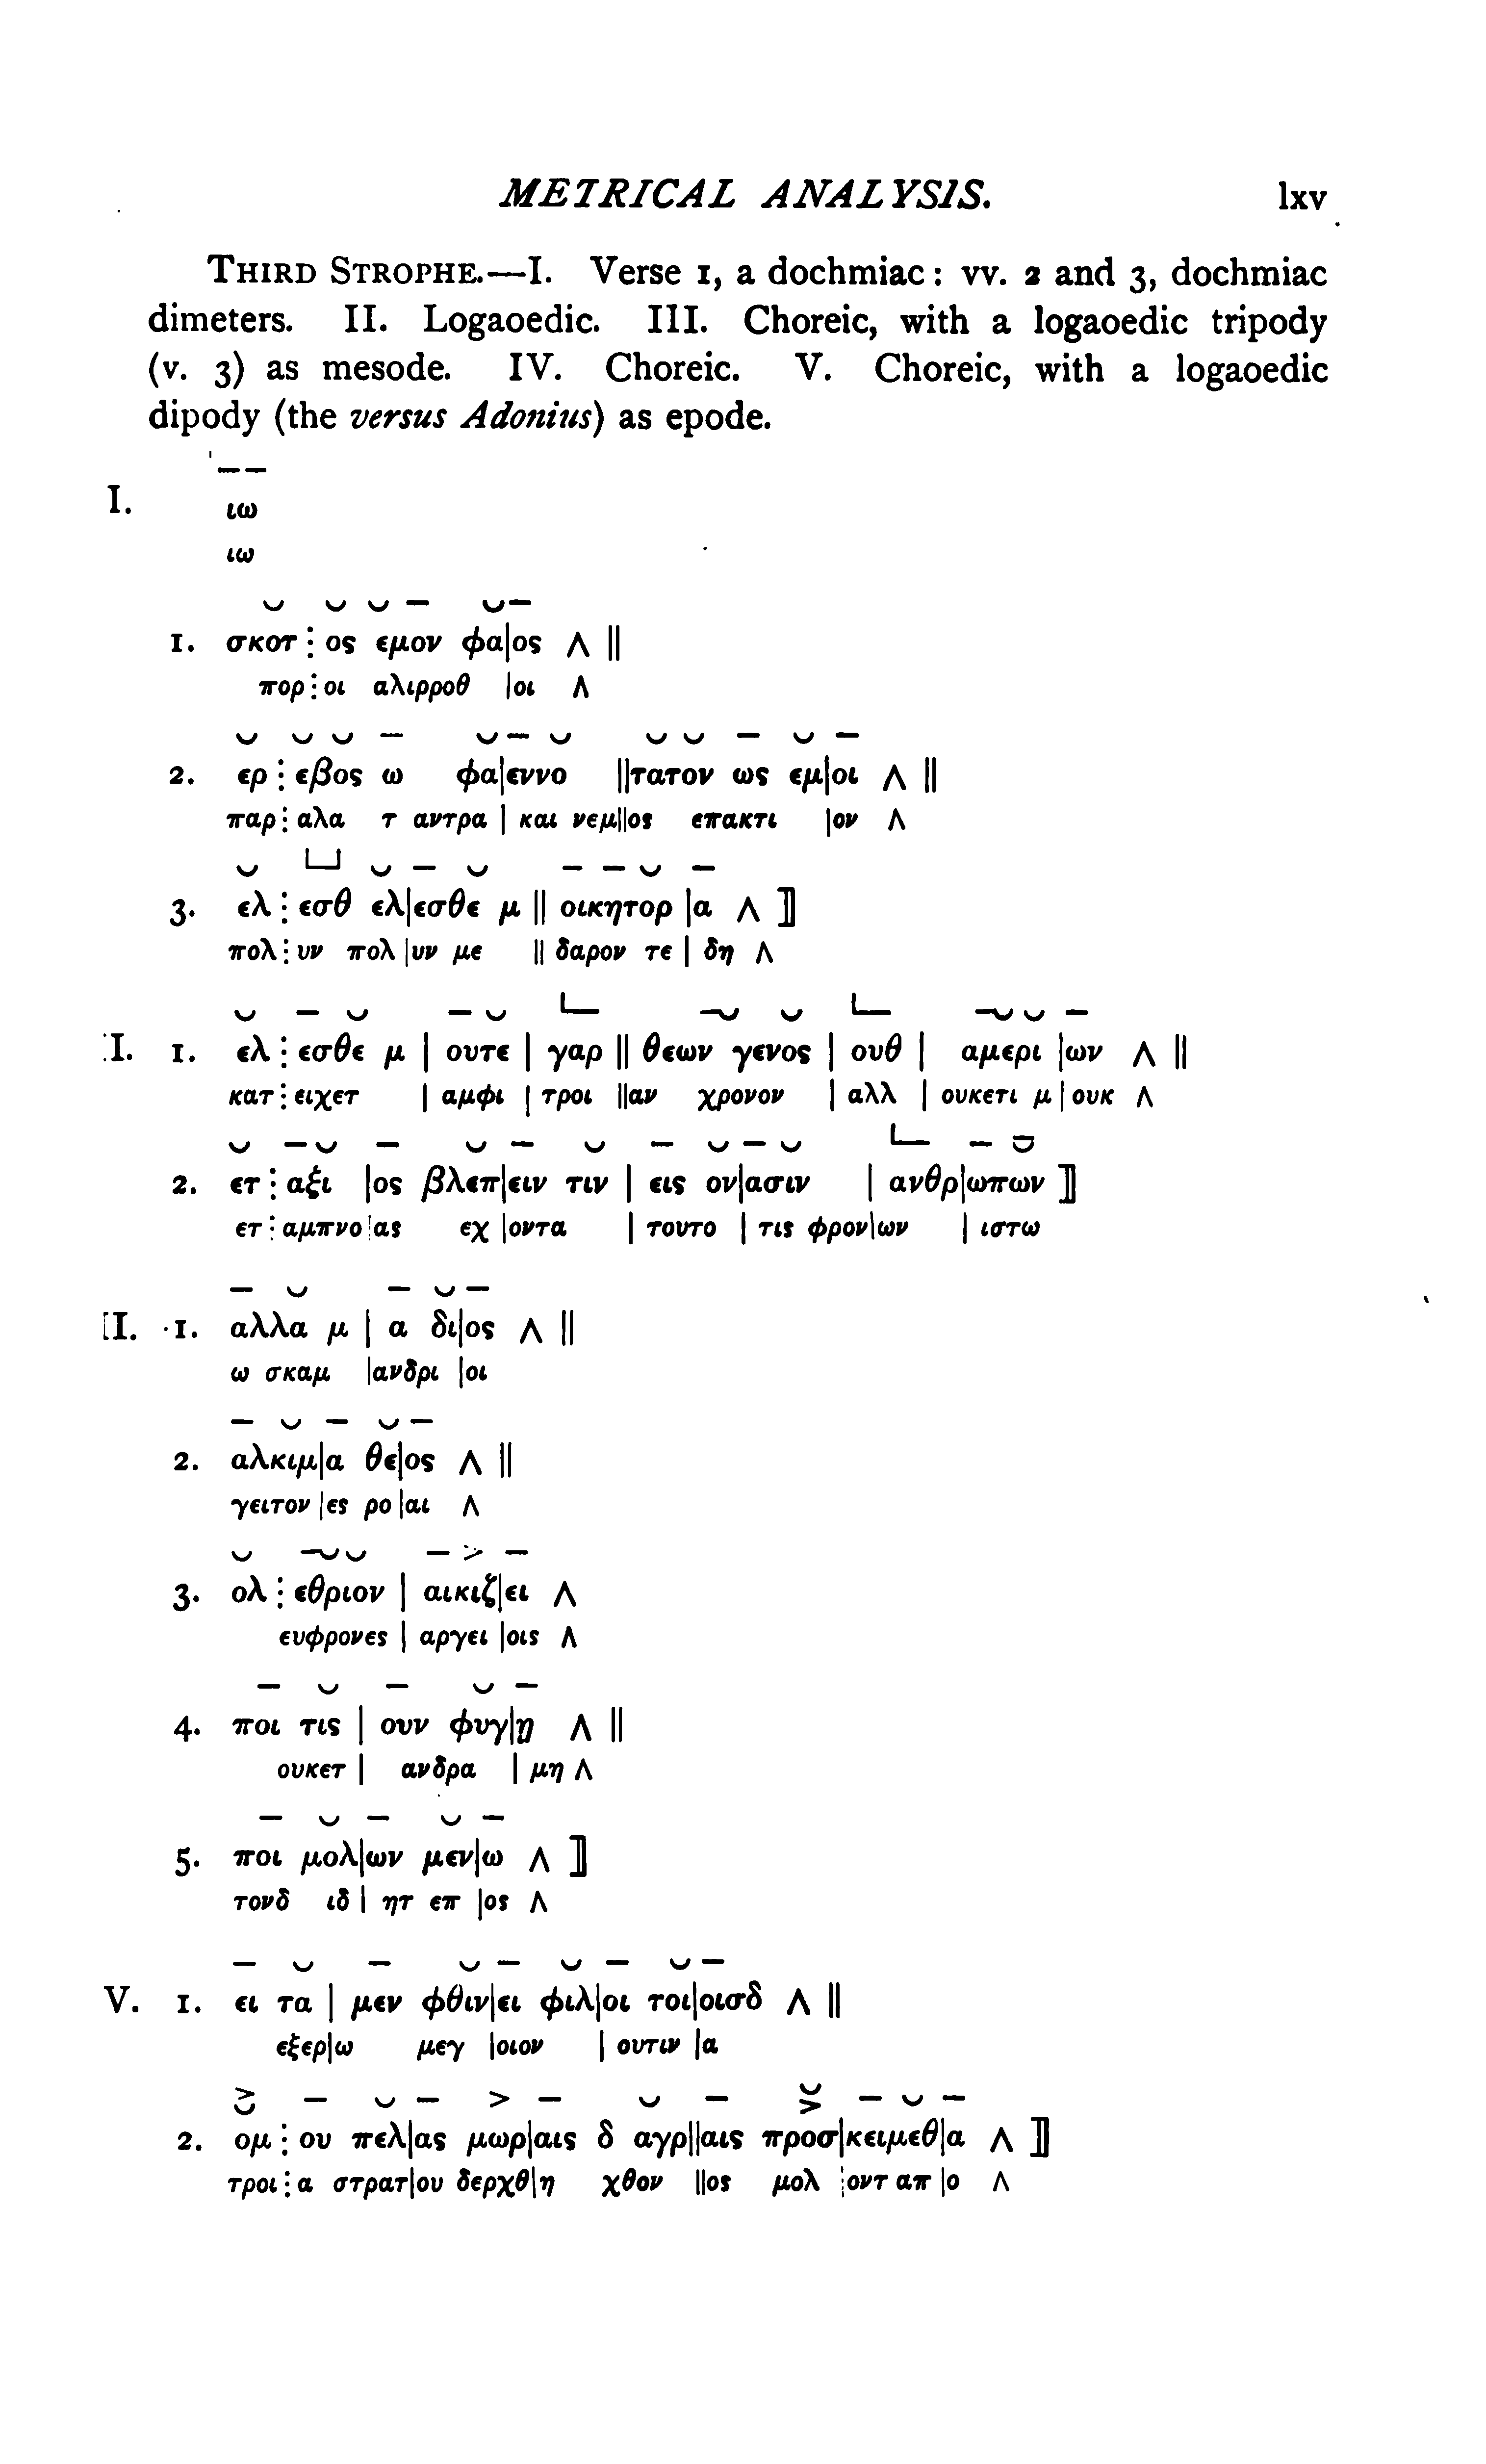 METRICAL ANALYSIS. lxv
THIRD STROPHE.—I. Verse 1, a dochmiac: vv. 2 and 3, dochmiac
dimeters. II. Logaoedic. III. Choreic, with a logaoedic tripody
(v. 3) as mesode. IV. Choreic. V. Choreic, with a logaoedic
dipody (the versus Adonius) as epode.
– –
I. ιω
ιω
⏑ ⏑ ⏑ – ⏑ –
1. σκοτ ⋮ ος εμον φα|ος ⋀ ||
πορ ⋮ οι αλιρροθ |οι ⋀
⏑ ⏑ ⏑ – ⏑ – ⏑ ⏑ ⏑ – ⏑ –
2. ερ ⋮ εβος ω φα|εννο ||τατον ως εμ|οι ⋀ ||
παρ ⋮ αλα τ αντρα | και νεμ||ος επακτι |ον ⋀
⏑ ⊔ ⏑ – ⏑ – – ⏑ –
3. ελ ⋮ εσθ ελ|εσθε μ || οικητορ |α ⋀ ]]
πολ ⋮ υν πολ |υν με || δαρον τε | δη ⋀
⏑ – ⏑ – ⏑ ∟ –⏑ ⏑ ∟ –⏑ ⏑ –
II. 1. ελ ⋮ εσθε μ | ουτε | γαρ || θεων γενος | ουθ | αμερι |ων ⋀ ||
κατ ⋮ ειχετ | αμφι | τροι ||αν χρονον | αλλ | ουκετι μ | ουκ ⋀
⏑ – ⏑ – ⏑ – ⏑ – ⏑ – ⏑ ∟ – ⏓
2. ετ ⋮ αξι |ος βλεπ|ειν τιν | εις ον|ασιν | ανθρ|ωπων ]]
ετ ⋮ αμπνο|ας εχ |οντα | τουτο | τις φρον|ων | ιστω
– ⏑ – ⏑ –
II. 1. αλλα μ | α δι|ος ⋀ ||
ω σκαμ |ανδρι |οι
– ⏑ – ⏑ –
2. αλκιμ|α θε|ος ⋀ ||
γειτον |ες ρο |αι ⋀
⏑ –⏑ ⏑ – > –
3. ολ ⋮ εθριον | αικιζ|ει ⋀
ευφρονες | αργει |οις ⋀
– ⏑ – ⏑ –
4. ποι τις | ουν φυγ|ῃ ⋀ ||
ουκετ | ανδρα | μη ⋀
– ⏑ – ⏑ –
5. ποι μολ|ων μεν|ω ⋀ ]]
τονδ ιδ | ητ επ |ος ⋀
– ⏑ – ⏑ – ⏑ – ⏑ –
V. 1. ει τα | μεν φθιν|ει φιλ|οι τοι|οισδ ⋀ ||
εξερ|ω μεγ |οιον | ουτιν |α
⏑ – ⏑ – > – ⏑ – ⏑ – ⏑ –
2. ομ ⋮ ου πελ|ας μωρ|αις δ αγρ||αις προσ|κειμεθ|α ⋀ ]]
τροι ⋮ α στρατ|ου δερχθ|η χθον ||ος μολ |οντ απ |ο ⋀